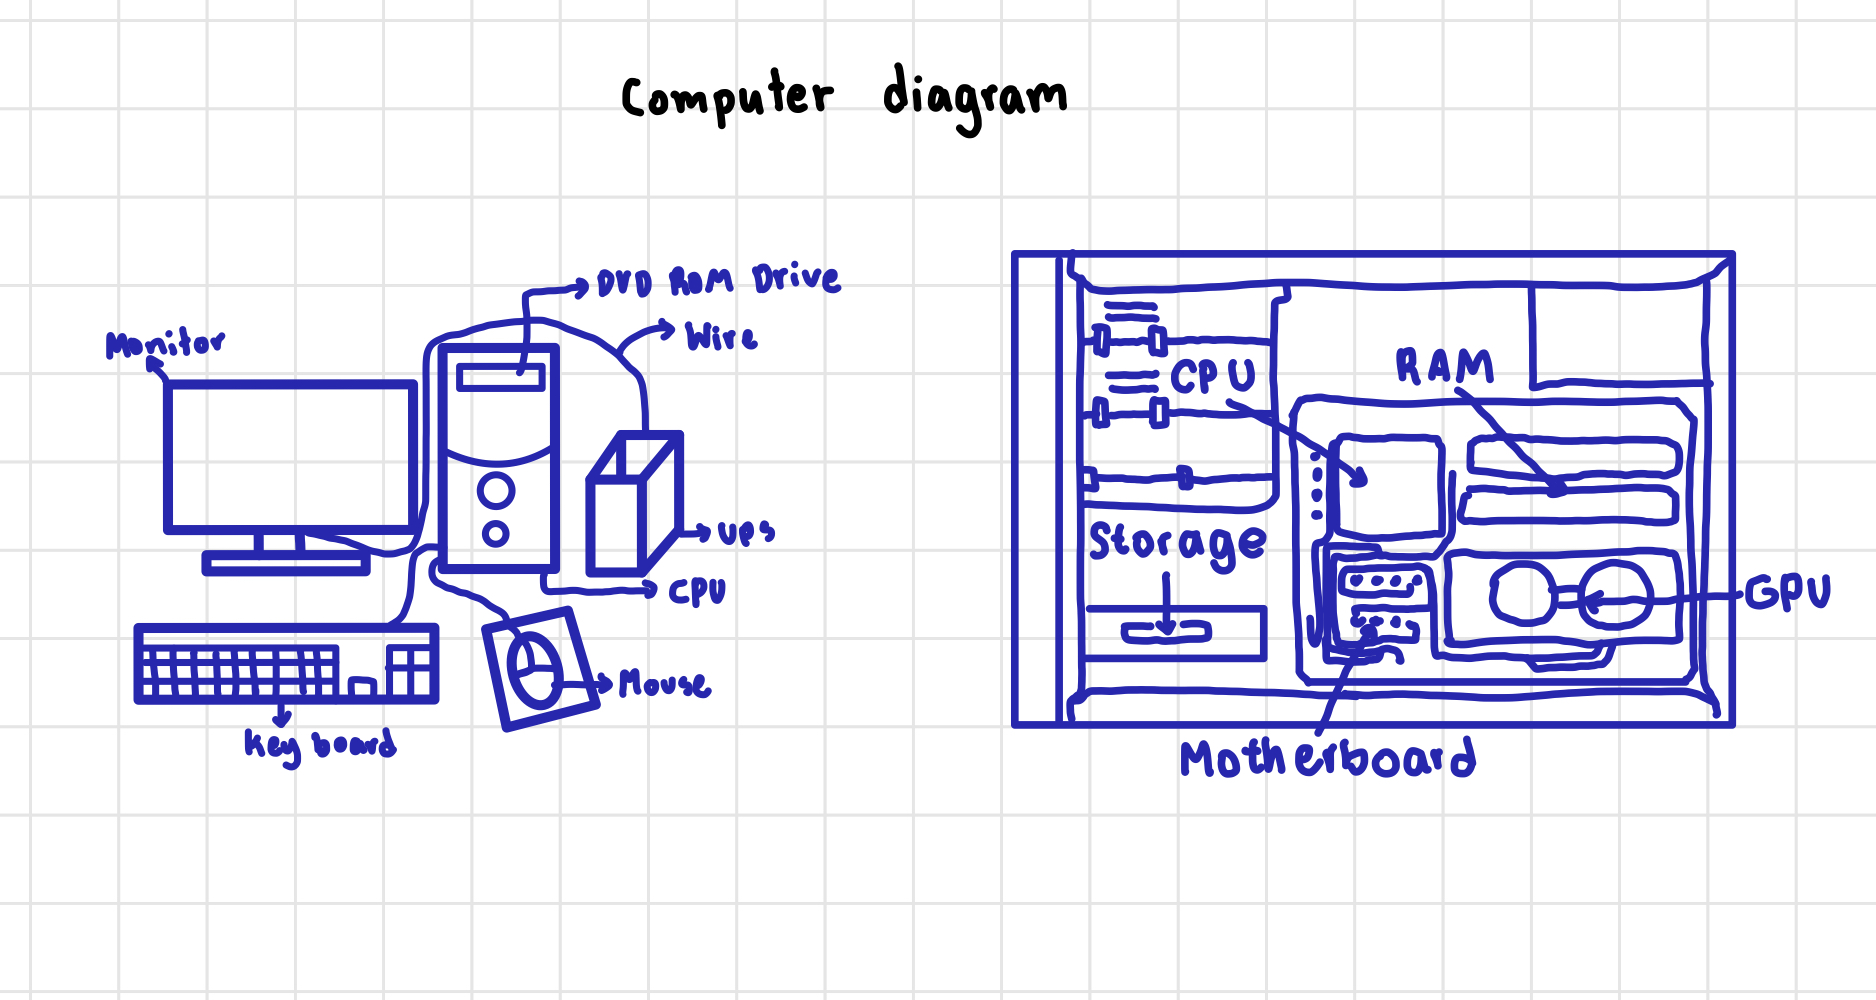 Computer diagram
DVD ROM Drive
Wire
Monitor
UPS
CPU
Mouse
Key board
CPU
RAM
Storage
GPU
Motherboard